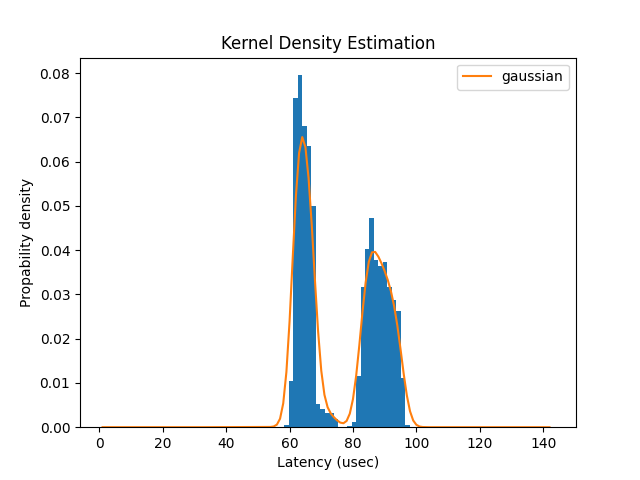 Kernel Density Estimation
gaussian
Propability density
0.08
0.07
0.06
0.05
0.04
0.03
0.02
0.01
0.00
0 20 40 60 80 100 120 140
Latency (usec)